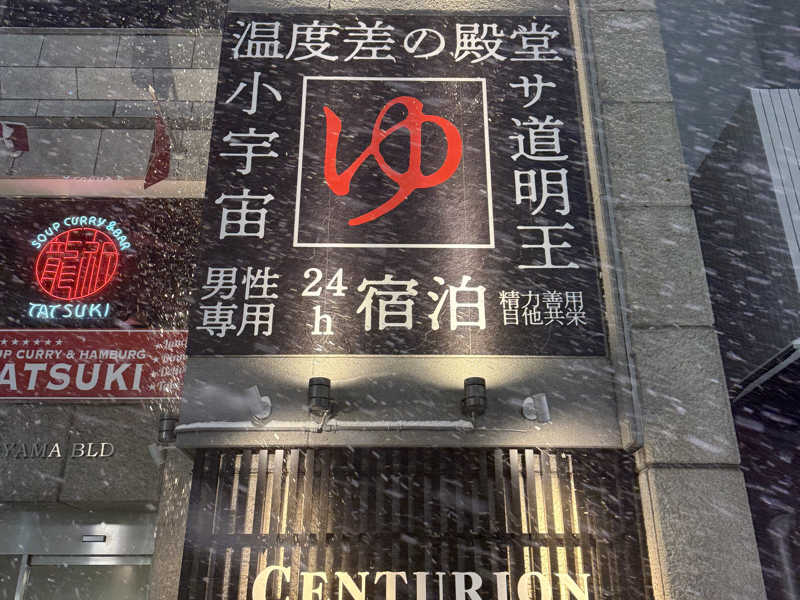 温度差の殿堂
小宇宙
ゆ
サ道明王
男性
専用
24
h
宿泊
精力善用
自他共栄
SOUP CURRY & BAR
龍祈
TATSUKI
UP CURRY & HAMBURG
ATSUKI
YAMA BLD
CENTURION